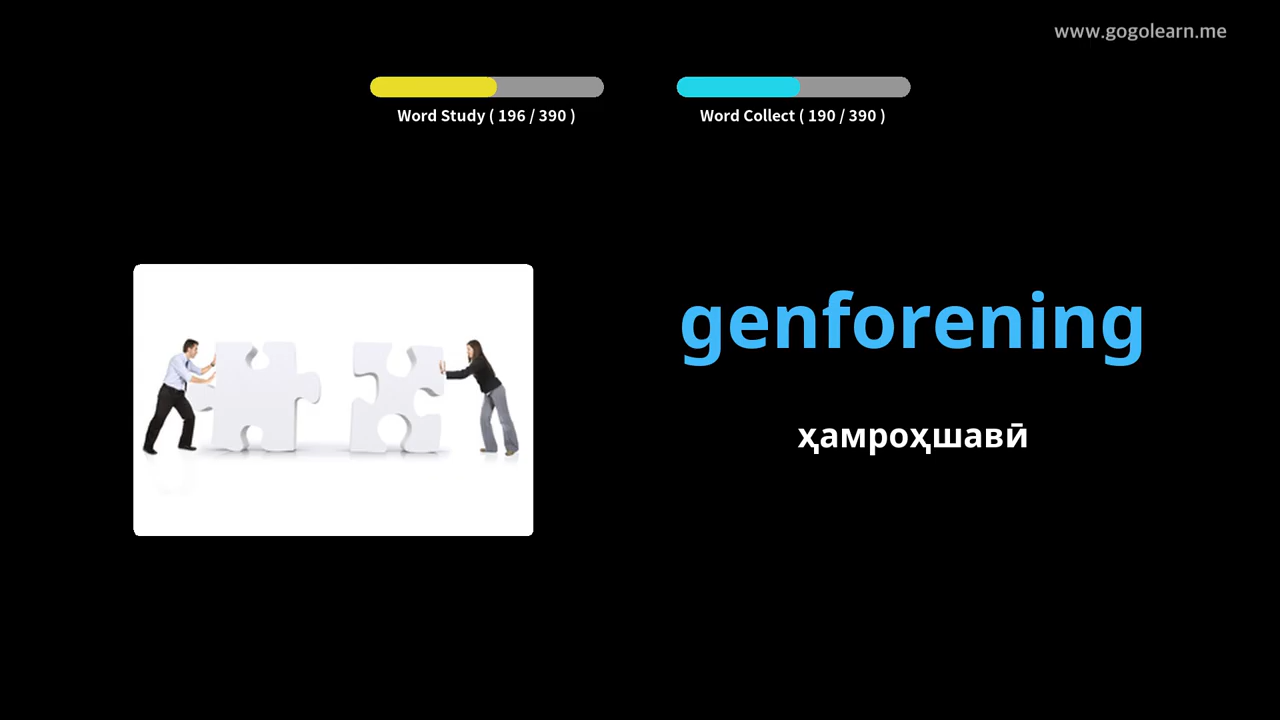 www.gogolearn.me
Word Study ( 196 / 390 )
Word Collect ( 190 / 390 )
genforening
ҳамроҳшавӣ